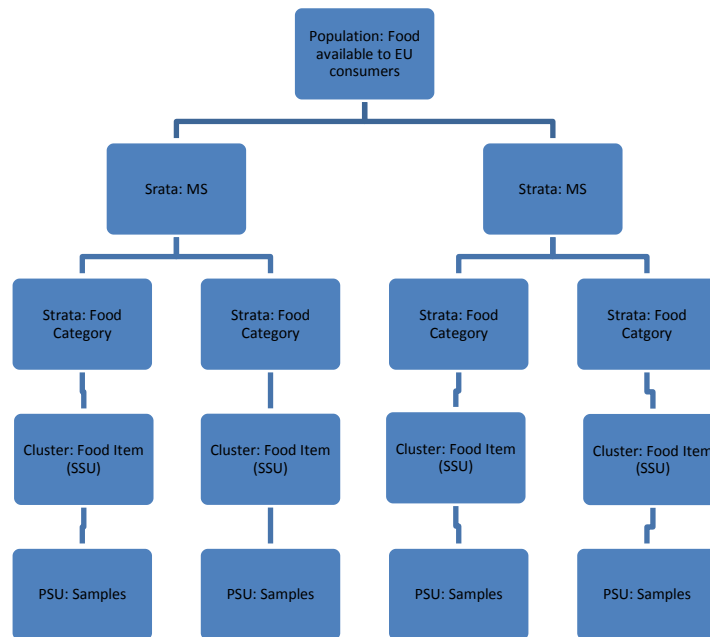 Population: Food
available to EU
consumers
Srata: MS
Strata: MS
Strata: Food
Category
Strata: Food
Category
Strata: Food
Category
Strata: Food
Catgory
Cluster: Food Item
(SSU)
Cluster: Food Item
(SSU)
Cluster: Food Item
(SSU)
Cluster: Food Item
(SSU)
PSU: Samples
PSU: Samples
PSU: Samples
PSU: Samples